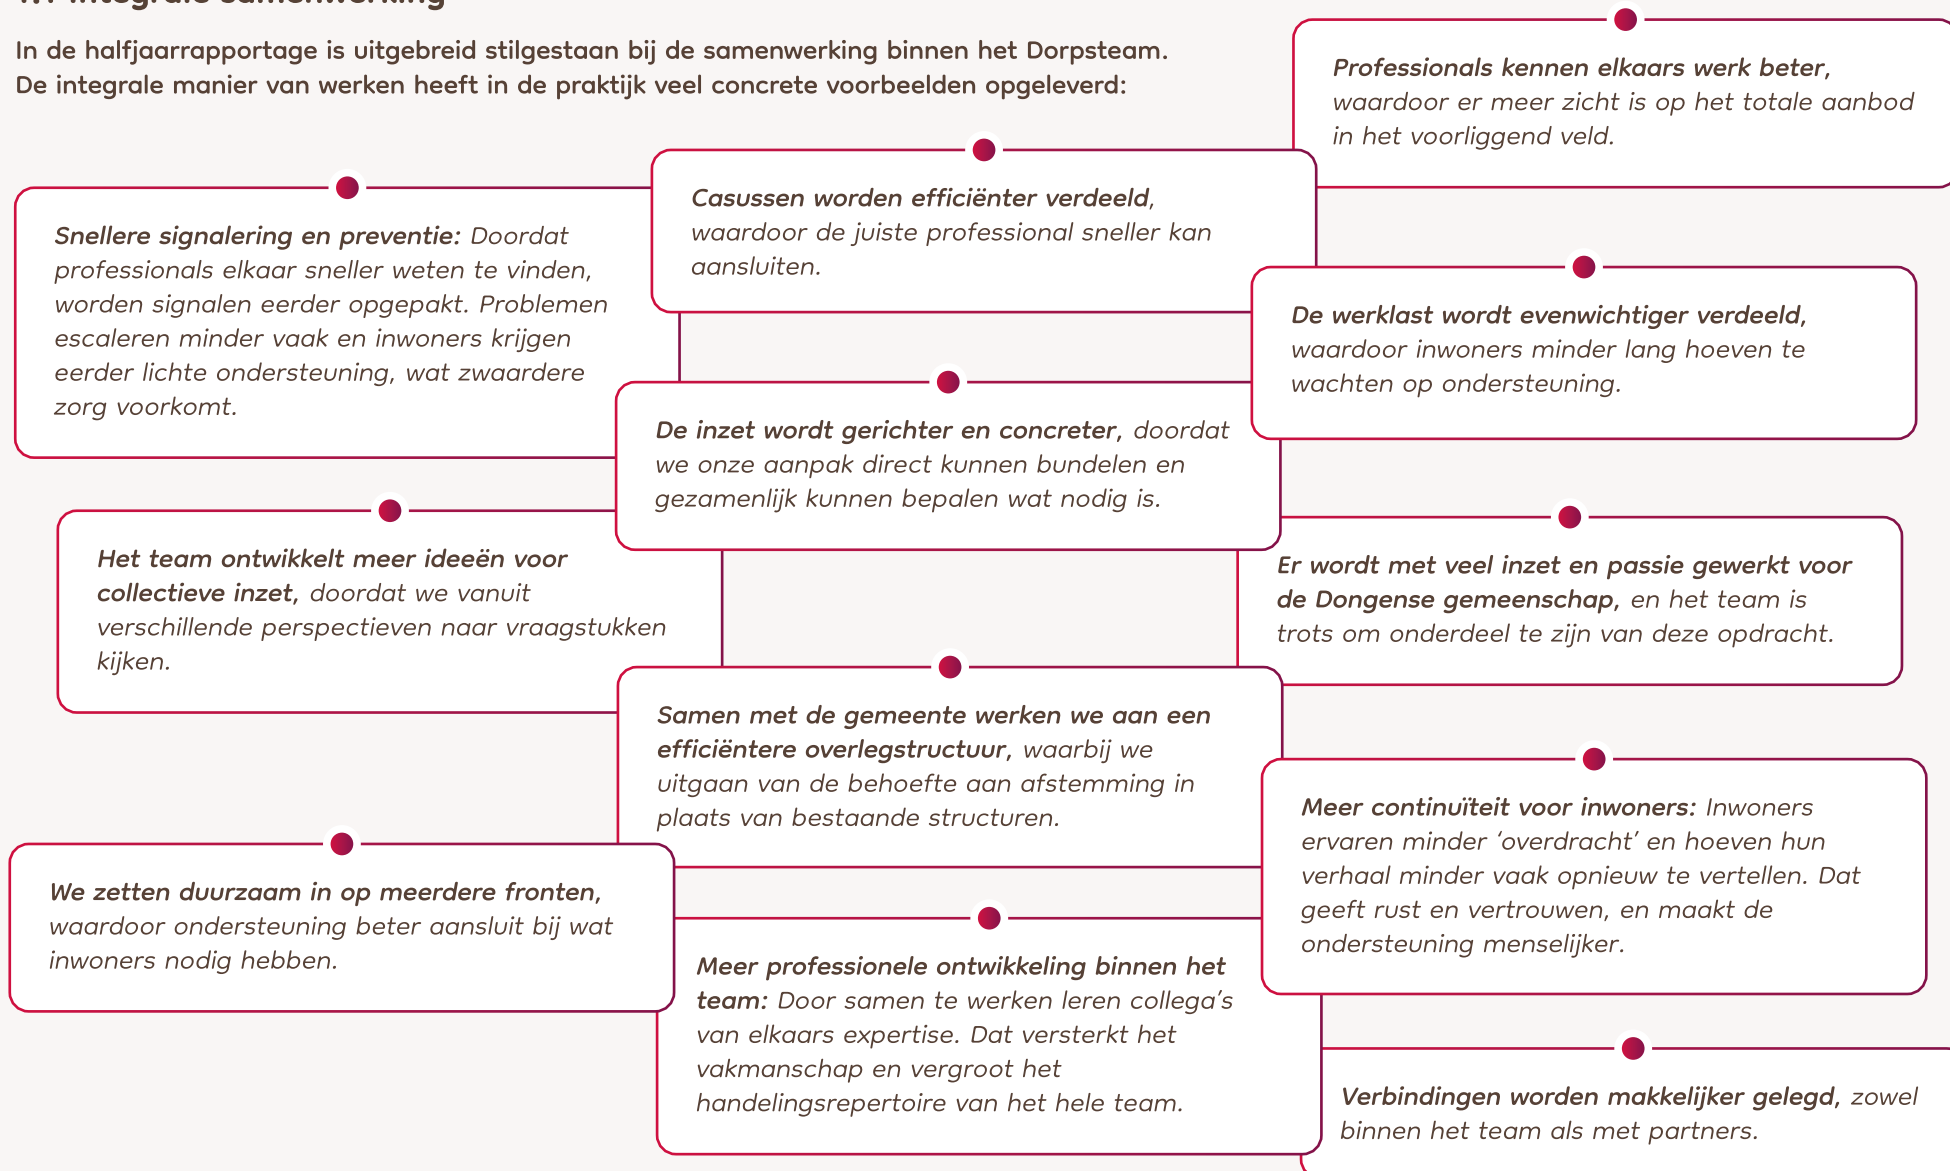 Integrale samenwerking
In de halfjaarrapportage is uitgebreid stilgestaan bij de samenwerking binnen het Dorpsteam.
De integrale manier van werken heeft in de praktijk veel concrete voorbeelden opgeleverd:
Professionals kennen elkaars werk beter,
waardoor er meer zicht is op het totale aanbod
in het voorliggend veld.
Casussen worden efficiënter verdeeld,
waardoor de juiste professional sneller kan
aansluiten.
Snellere signalering en preventie: Doordat
professionals elkaar sneller weten te vinden,
worden signalen eerder opgepakt. Problemen
escaleren minder vaak en inwoners krijgen
eerder lichte ondersteuning, wat zwaardere
zorg voorkomt.
De werklast wordt evenwichtiger verdeeld,
waardoor inwoners minder lang hoeven te
wachten op ondersteuning.
De inzet wordt gerichter en concreter, doordat
we onze aanpak direct kunnen bundelen en
gezamenlijk kunnen bepalen wat nodig is.
Het team ontwikkelt meer ideeën voor
collectieve inzet, doordat we vanuit
verschillende perspectieven naar vraagstukken
kijken.
Er wordt met veel inzet en passie gewerkt voor
de Dongense gemeenschap, en het team is
trots om onderdeel te zijn van deze opdracht.
Samen met de gemeente werken we aan een
efficiëntere overlegstructuur, waarbij we
uitgaan van de behoefte aan afstemming in
plaats van bestaande structuren.
Meer continuïteit voor inwoners: Inwoners
ervaren minder ‘overdracht’ en hoeven hun
verhaal minder vaak opnieuw te vertellen. Dat
geeft rust en vertrouwen, en maakt de
ondersteuning menselijker.
We zetten duurzaam in op meerdere fronten,
waardoor ondersteuning beter aansluit bij wat
inwoners nodig hebben.
Meer professionele ontwikkeling binnen het
team: Door samen te werken leren collega’s
van elkaars expertise. Dat versterkt het
vakmanschap en vergroot het
handelingsrepertoire van het hele team.
Verbindingen worden makkelijker gelegd, zowel
binnen het team als met partners.